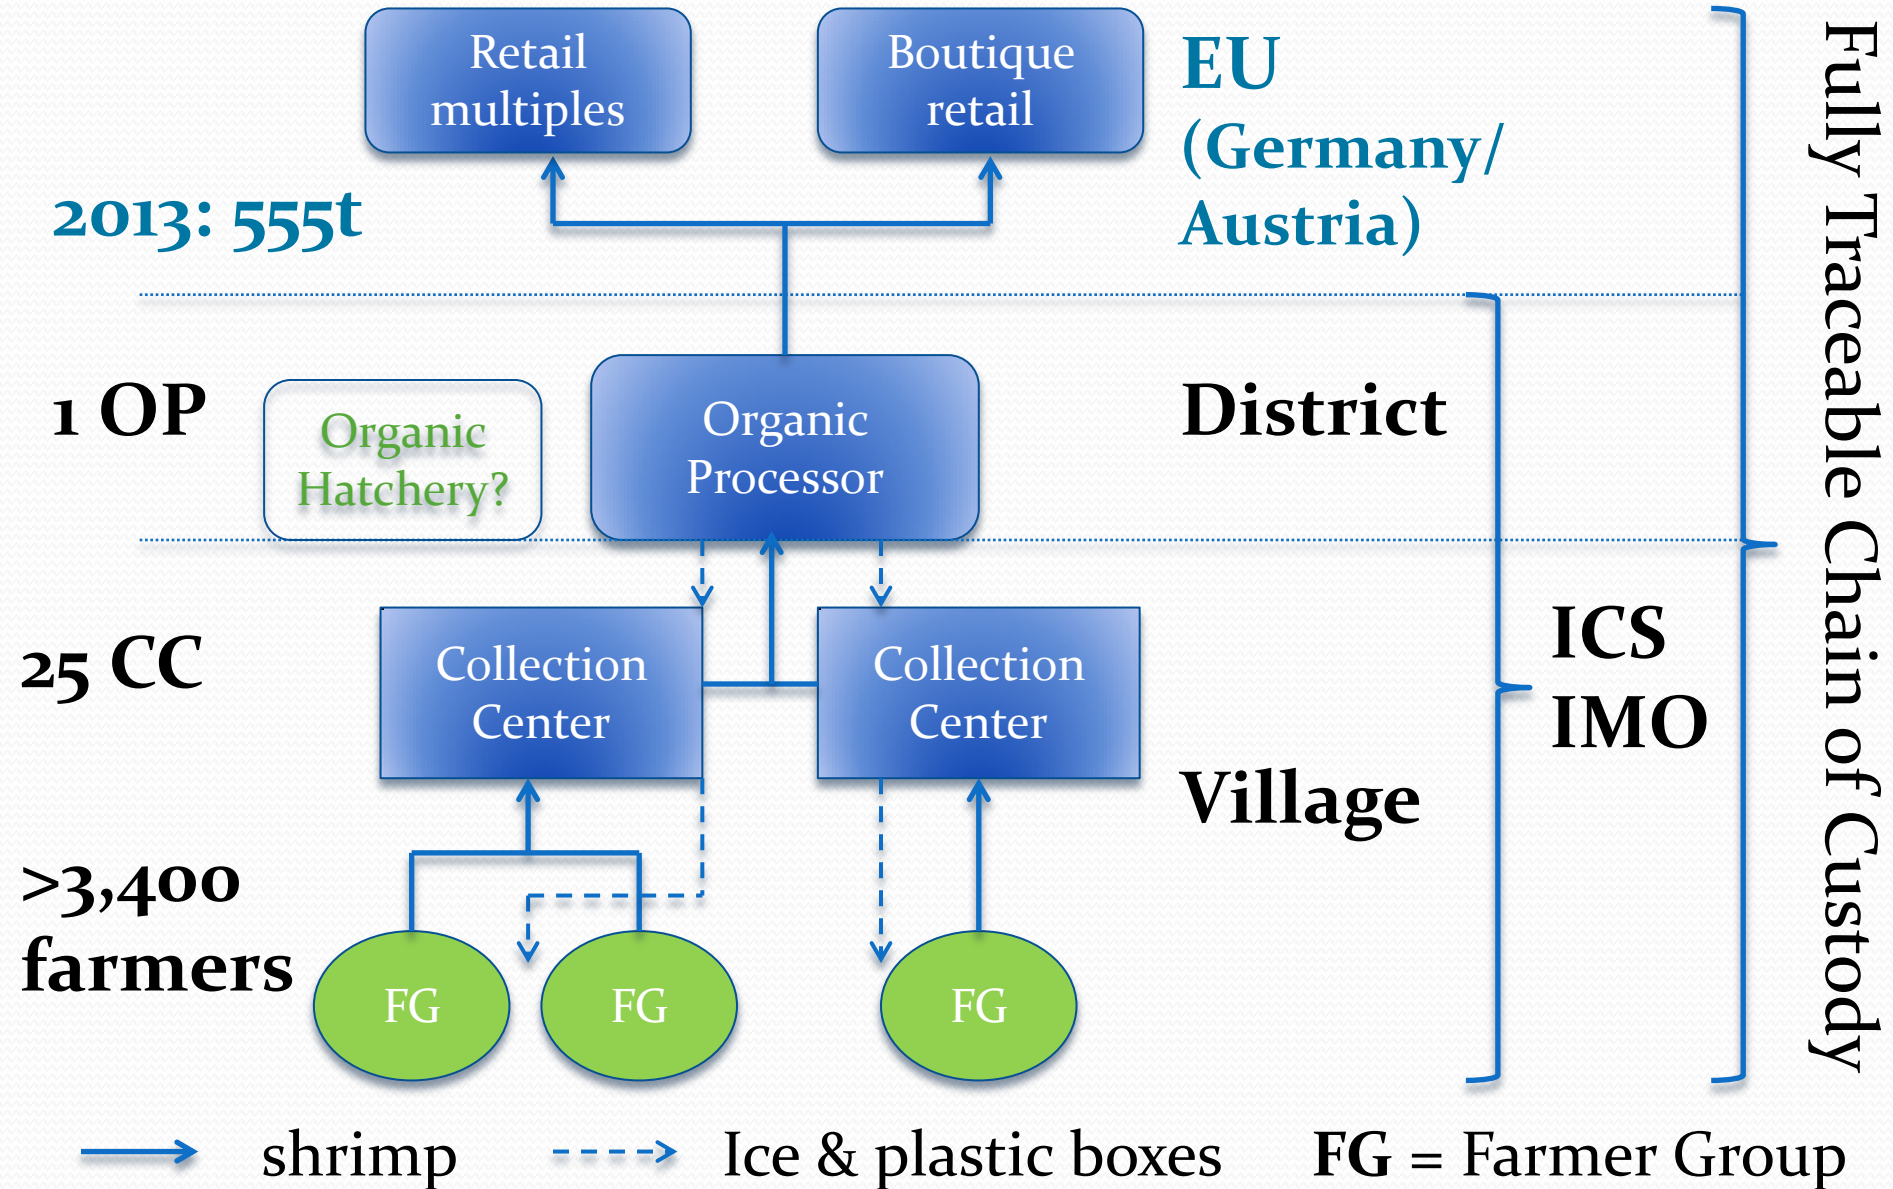 Retail
multiples
Boutique
retail
EU
(Germany/
Austria)
2013: 555t
1 OP
Organic
Hatchery?
Organic
Processor
District
25 CC
Collection
Center
Collection
Center
ICS
IMO
Village
>3,400
farmers
FG
FG
FG
Fully Traceable Chain of Custody
shrimp
Ice & plastic boxes
FG = Farmer Group